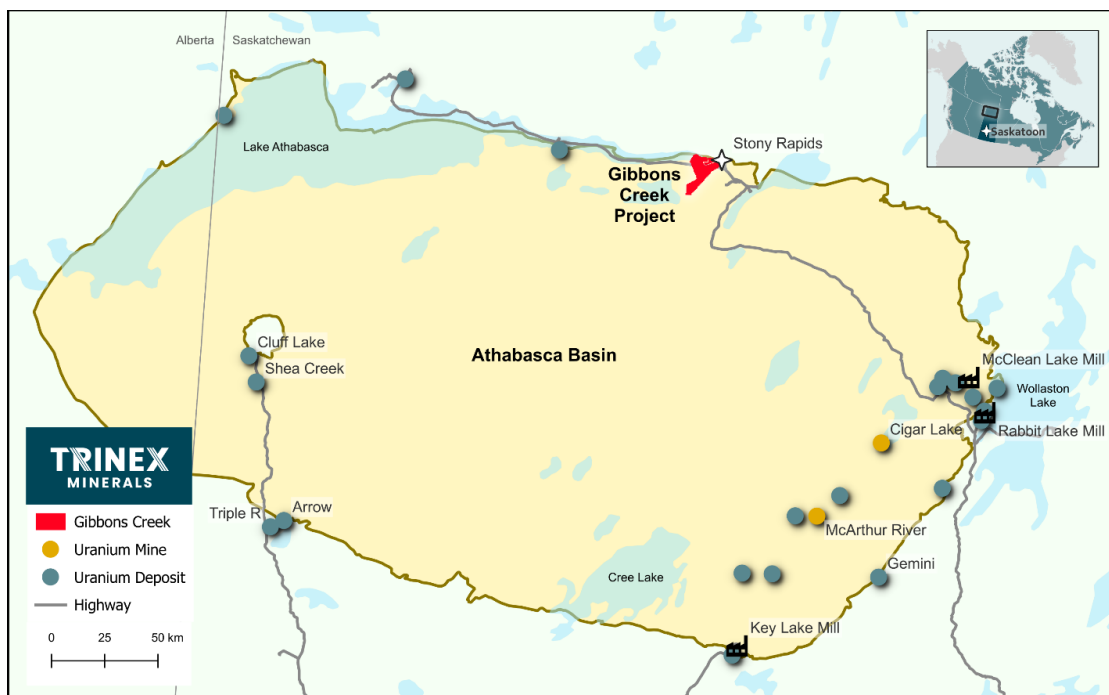 Alberta
Saskatchewan
Saskatoon
Stony Rapids
Lake Athabasca
Gibbons
Creek
Project
Athabasca Basin
Cluff Lake
Shea Creek
McClean Lake Mill
Wollaston
Lake
Cigar Lake
Rabbit Lake Mill
Triple R
Arrow
McArthur River
Gemini
Cree Lake
Key Lake Mill
TRINEX
MINERALS
Gibbons Creek
Uranium Mine
Uranium Deposit
Highway
0 25 50 km